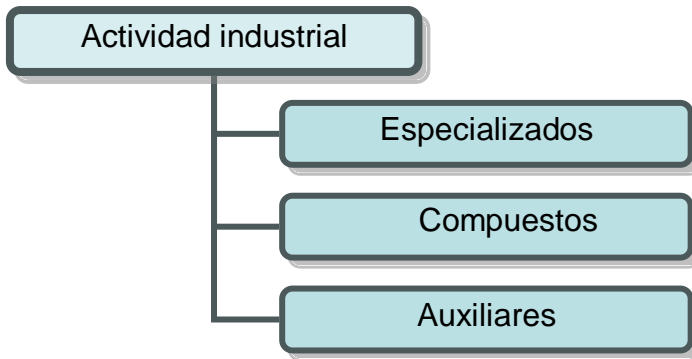 Actividad industrial
Especializados
Compuestos
Auxiliares